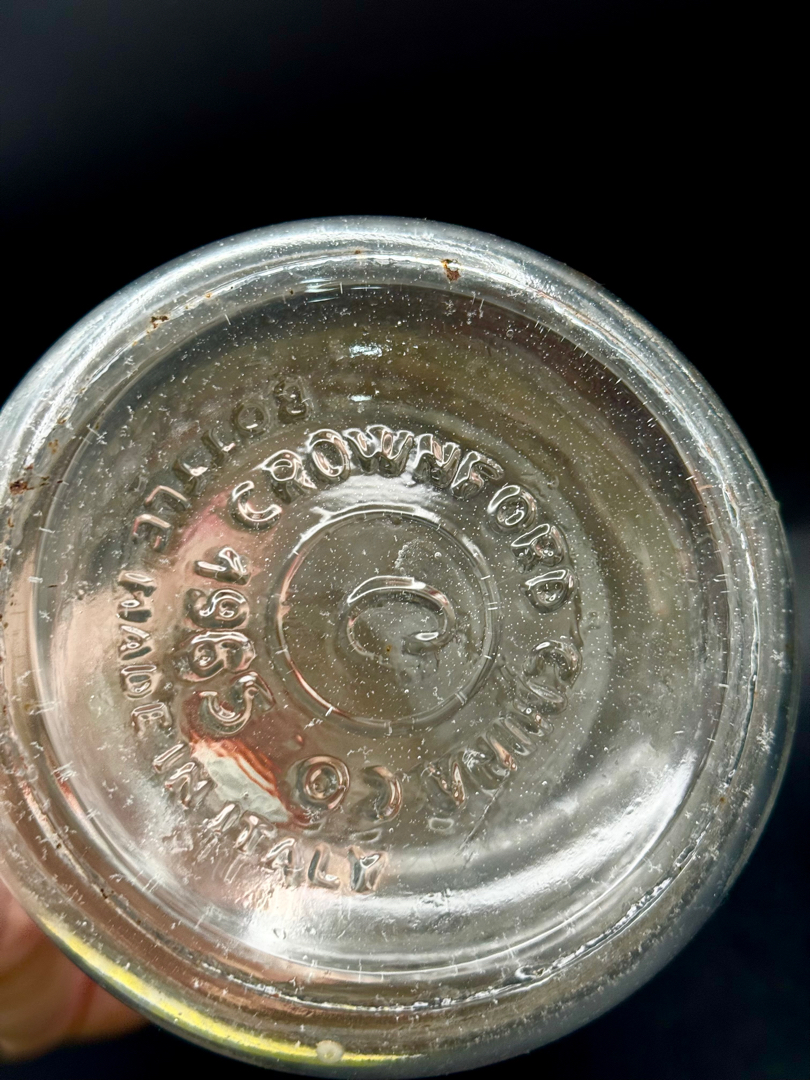 CROWNFORD CHINA CO
1965
BOTTLE MADE IN ITALY
C